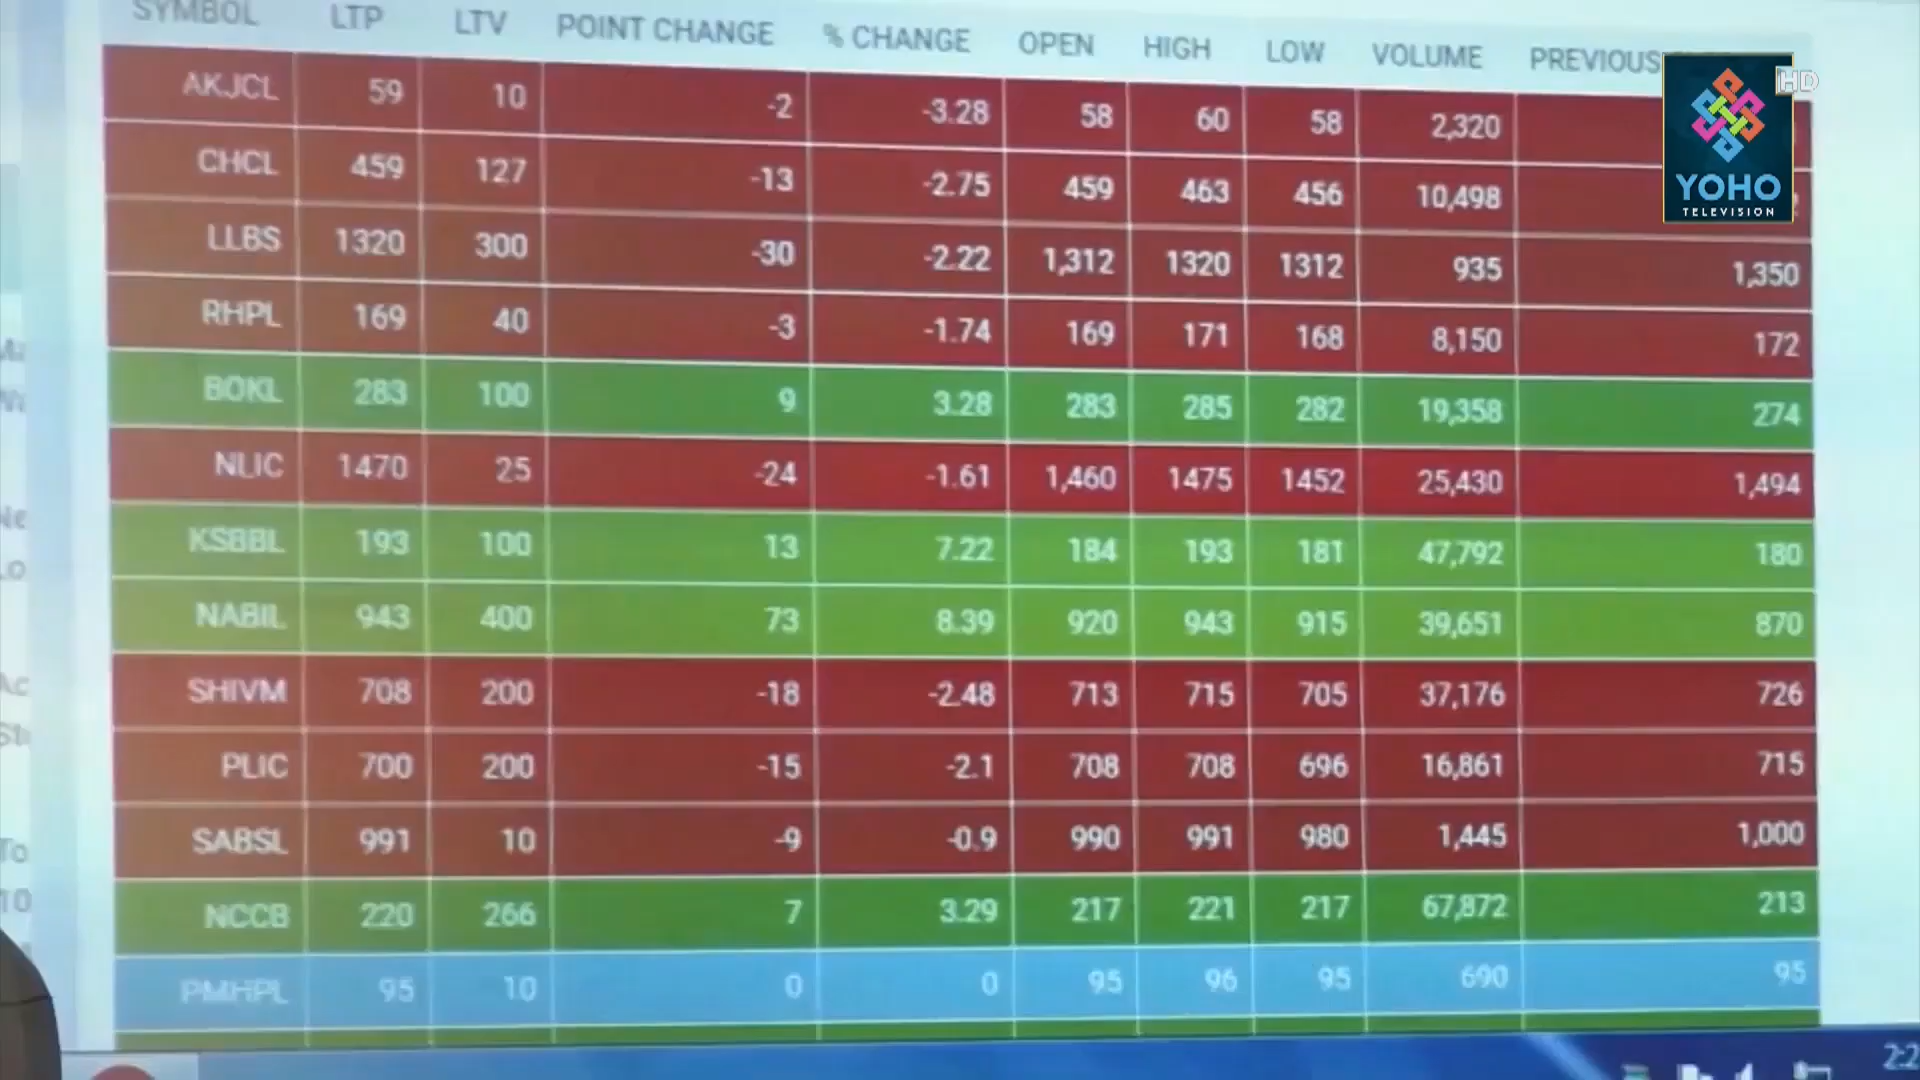 SYMBOL LTP LTV POINT CHANGE % CHANGE OPEN HIGH LOW VOLUME PREVIOUS
HD
AKJCL 59 10 -2 -3.28 58 60 58 2,320
CHCL 459 127 -13 -2.75 459 463 456 10,498
YOHO
TELEVISION
LLBS 1320 300 -30 -2.22 1,312 1320 1312 935 1,350
RHPL 169 40 -3 -1.74 169 171 168 8,150 172
BOKL 283 100 9 3.28 283 285 282 19,358 274
NLIC 1470 25 -24 -1.61 1,460 1475 1452 25,430 1,494
KSBBL 193 100 13 7.22 184 193 181 47,792 180
NABIL 943 400 73 8.39 920 943 915 39,651 870
SHIVM 708 200 -18 -2.48 713 715 705 37,176 726
PLIC 700 200 -15 -2.1 708 708 696 16,861 715
SABSL 991 10 -9 -0.9 990 991 980 1,445 1,000
NCCB 220 266 7 3.29 217 221 217 67,872 213
PMHPL 95 10 0 0 95 96 95 690 95